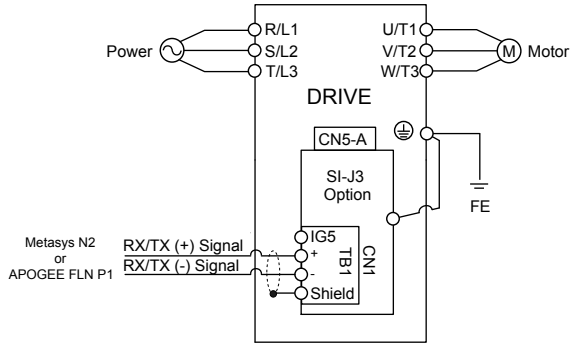 R/L1
U/T1
Power
S/L2
V/T2
M
Motor
T/L3
W/T3
DRIVE
CN5-A
SI-J3
Option
FE
IG5
Metasys N2
or
APOGEE FLN P1
RX/TX (+) Signal
+
RX/TX (-) Signal
-
CN1
TB1
Shield